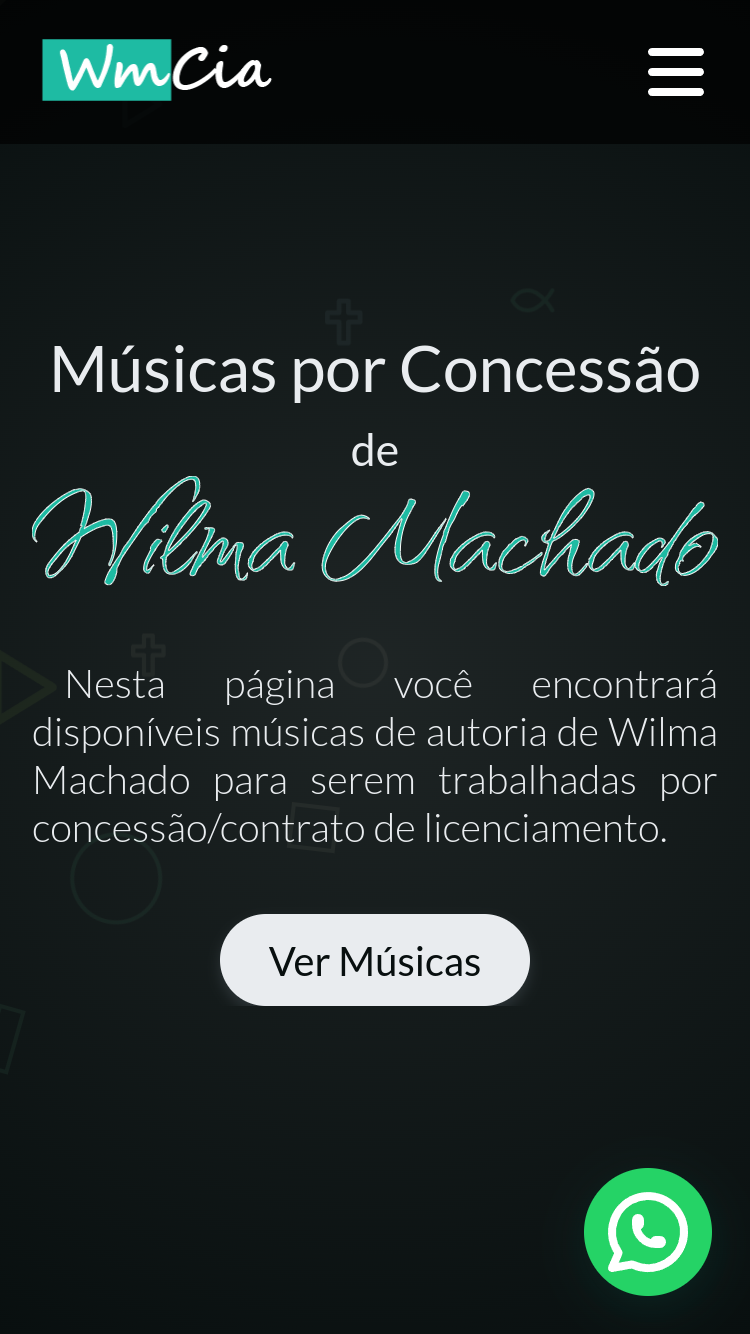 WmCia
Músicas por Concessão
de
Wilma Machado
Nesta página você encontrará
disponíveis músicas de autoria de Wilma
Machado para serem trabalhadas por
concessão/contrato de licenciamento.
Ver Músicas